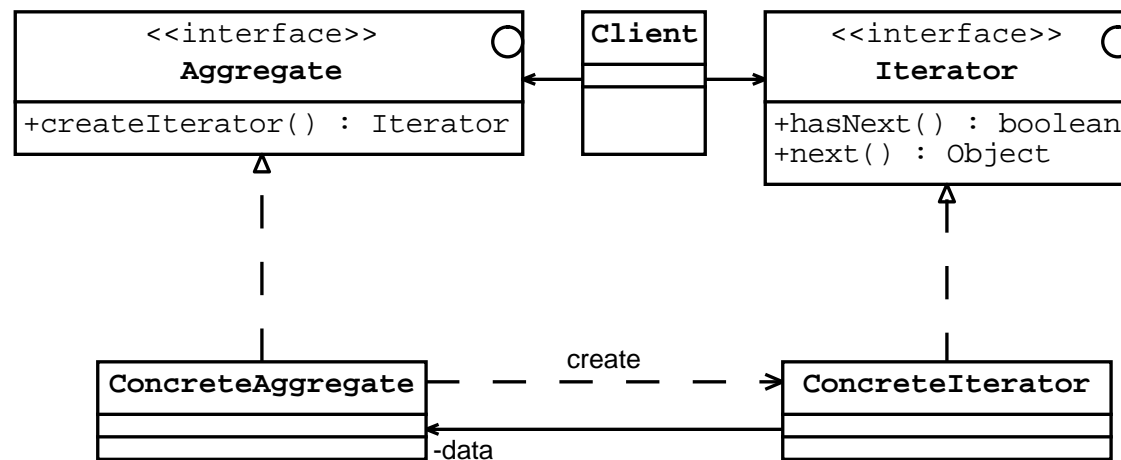 <<interface>>
Aggregate
+createIterator() : Iterator
Client
<<interface>>
Iterator
+hasNext() : boolean
+next() : Object
create
ConcreteAggregate
ConcreteIterator
-data